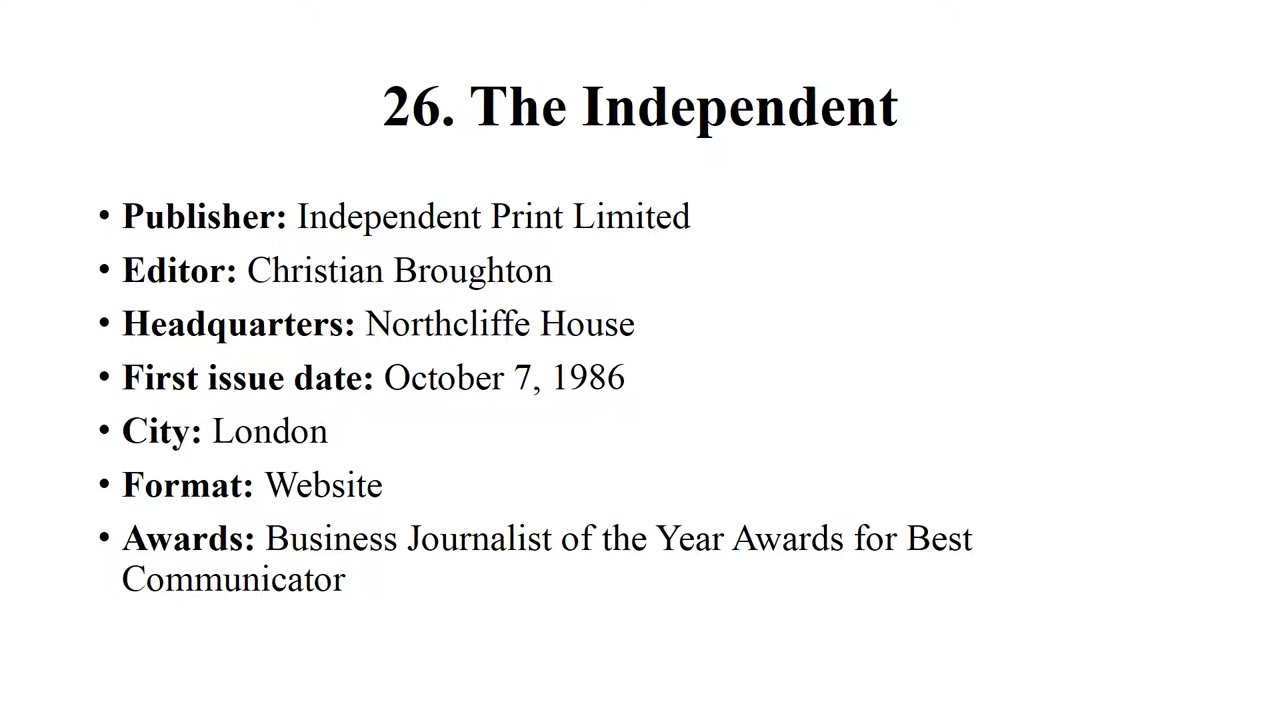 26. The Independent
• Publisher: Independent Print Limited
• Editor: Christian Broughton
• Headquarters: Northcliffe House
• First issue date: October 7, 1986
• City: London
• Format: Website
• Awards: Business Journalist of the Year Awards for Best
Communicator